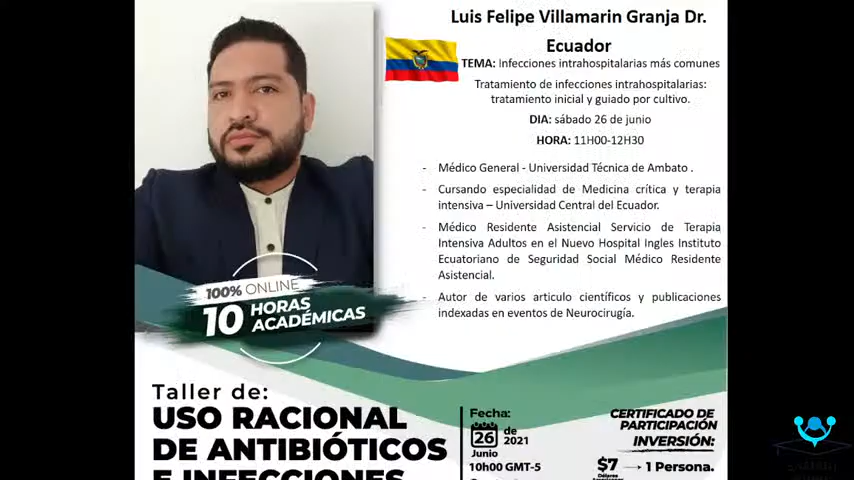 Luis Felipe Villamarin Granja Dr.
Ecuador
TEMA: Infecciones intrahospitalarias más comunes
Tratamiento de infecciones intrahospitalarias:
tratamiento inicial y guiado por cultivo.
DIA: sábado 26 de junio
HORA: 11H00-12H30
- Médico General - Universidad Técnica de Ambato .
- Cursando especialidad de Medicina crítica y terapia
intensiva – Universidad Central del Ecuador.
- Médico Residente Asistencial Servicio de Terapia
Intensiva Adultos en el Nuevo Hospital Ingles Instituto
Ecuatoriano de Seguridad Social Médico Residente
Asistencial.
- Autor de varios articulo científicos y publicaciones
indexadas en eventos de Neurocirugía.
100% ONLINE
10 HORAS
ACADÉMICAS
Taller de:
USO RACIONAL
DE ANTIBIÓTICOS
E INFECCIONES
Fecha:
26 de
2021
Junio
10h00 GMT-5
CERTIFICADO DE
PARTICIPACIÓN
INVERSIÓN:
$7 → 1 Persona.